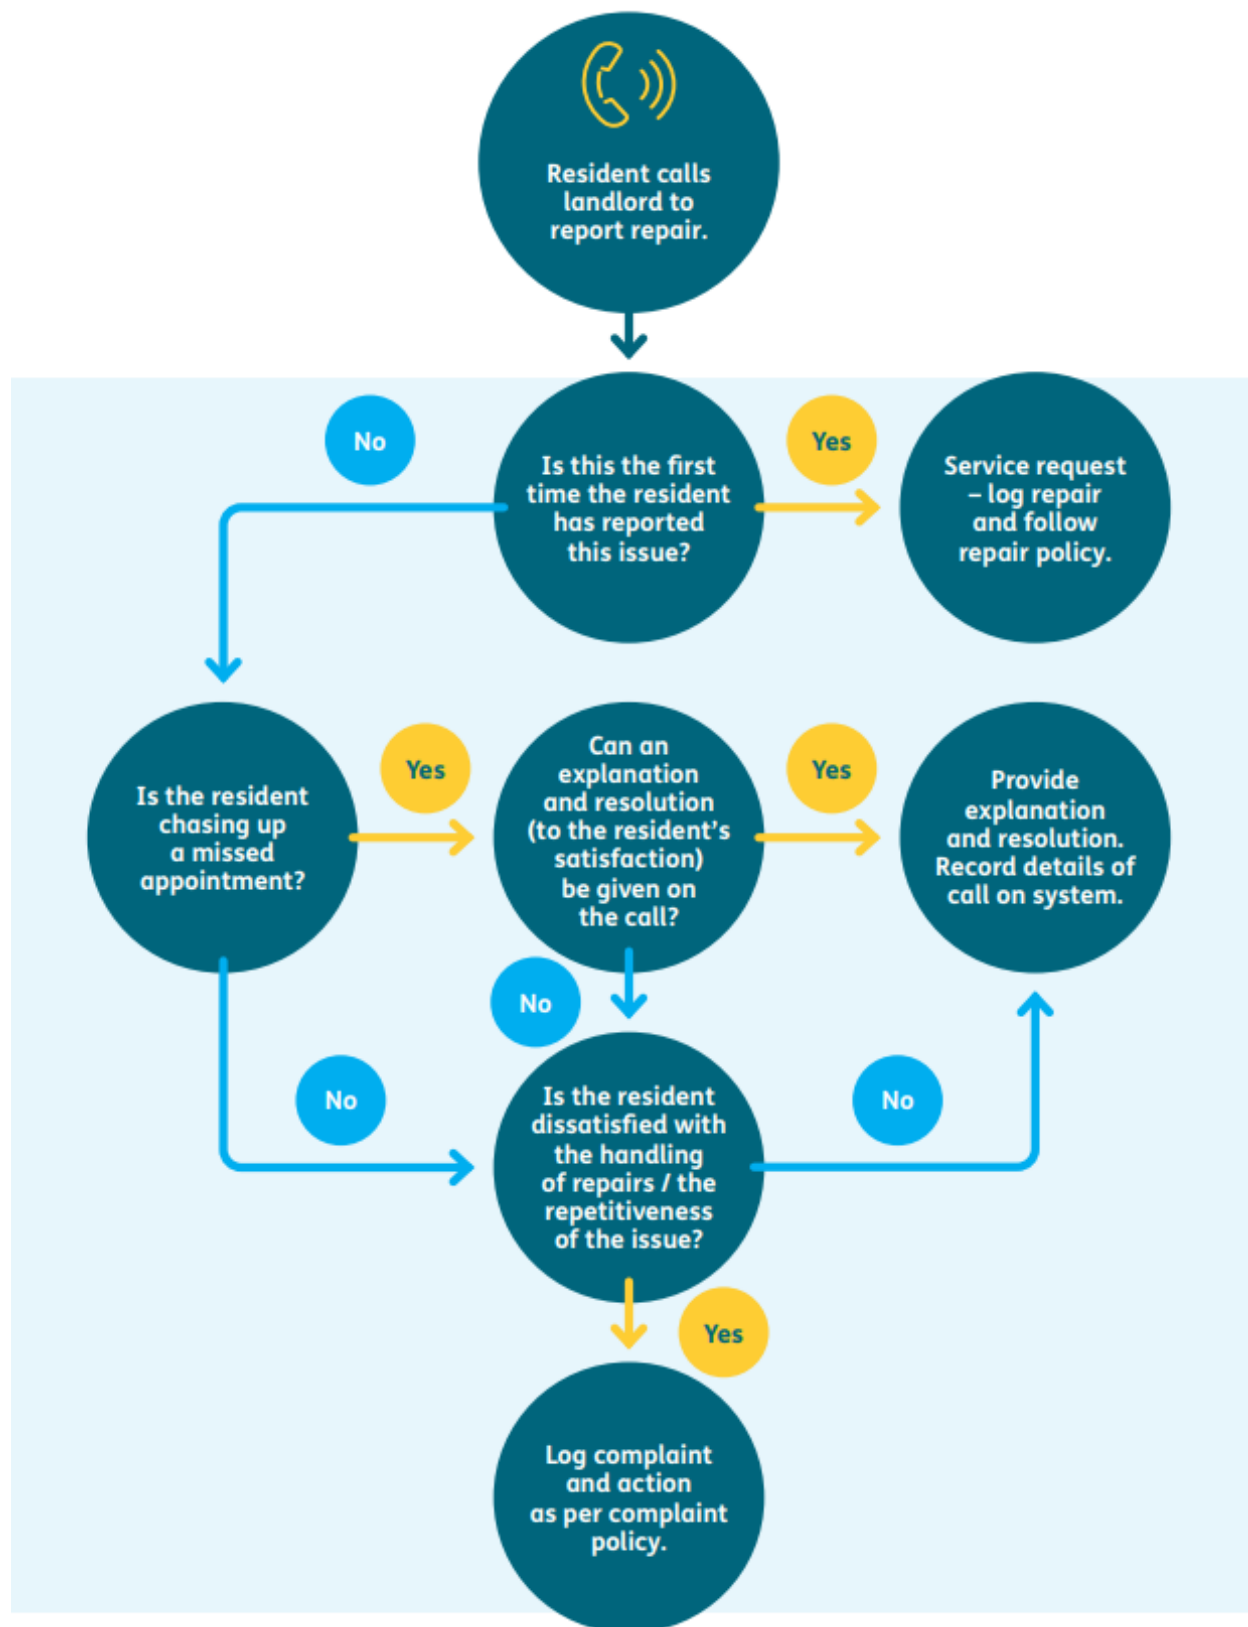 Resident calls
landlord to
report repair.
No
Is this the first
time the resident
has reported
this issue?
Yes
Service request
– log repair
and follow
repair policy.
Is the resident
chasing up
a missed
appointment?
Yes
Can an
explanation
and resolution
(to the resident's
satisfaction)
be given on
the call?
Yes
Provide
explanation
and resolution.
Record details of
call on system.
No
No
Is the resident
dissatisfied with
the handling
of repairs / the
repetitiveness
of the issue?
No
Yes
Log complaint
and action
as per complaint
policy.